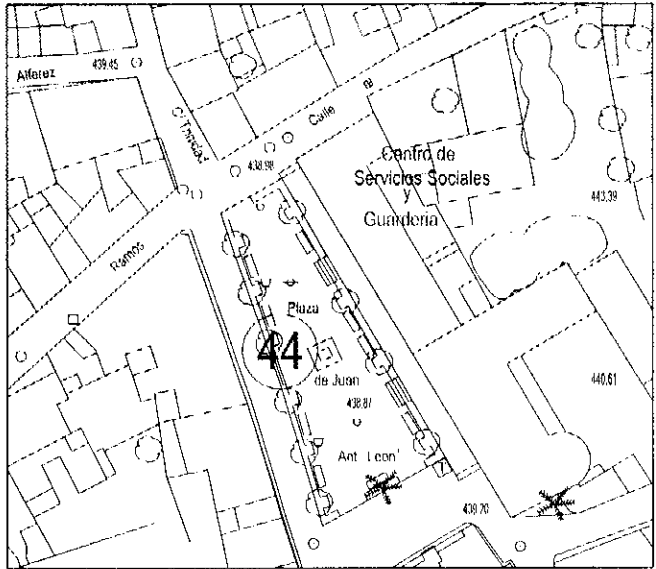 Alferez
439.45
C/ Trinidad
Calle
438.98
Centro de
Servicios Sociales
y
Guarderia
443.39
Ramos
Plaza
44
de Juan
438.87
440.61
Ant. Leon
T
439.20